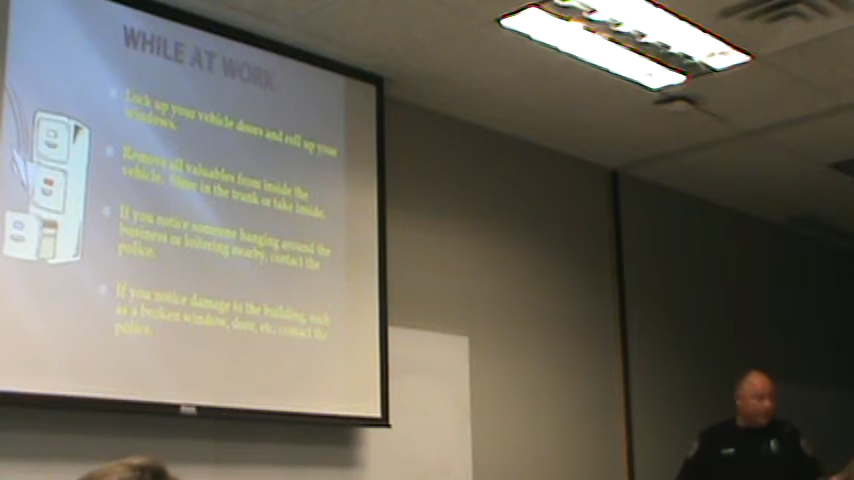 WHILE AT WORK
Lock up your vehicle doors and roll up your
windows.
Remove all valuables from inside the
vehicle. Store in the trunk or take inside.
If you notice someone hanging around the
business or loitering nearby, contact the
police.
If you notice damage to the building, such
as a broken window, door, etc. contact the
police.